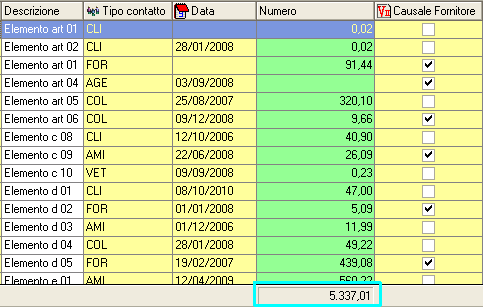 Descrizione Tipo contatto Data Numero Causale Fornitore
Elemento art 01 CLI 0,02
Elemento art 02 CLI 28/01/2008 0,02
Elemento art 01 FOR 91,44
Elemento art 04 AGE 03/09/2008
Elemento art 05 COL 25/08/2007 320,10
Elemento art 06 COL 09/12/2008 9,66
Elemento c 08 CLI 12/10/2006 40,90
Elemento c 09 AMI 22/06/2008 26,09
Elemento c 10 VET 09/09/2008 0,23
Elemento d 01 CLI 08/10/2010 47,00
Elemento d 02 FOR 01/01/2008 5,09
Elemento d 03 AMI 01/12/2006 11,99
Elemento d 04 COL 28/01/2008 49,22
Elemento d 05 FOR 19/02/2007 439,08
Elemento e 01 AMI 12/04/2009 560,22
5.337,01